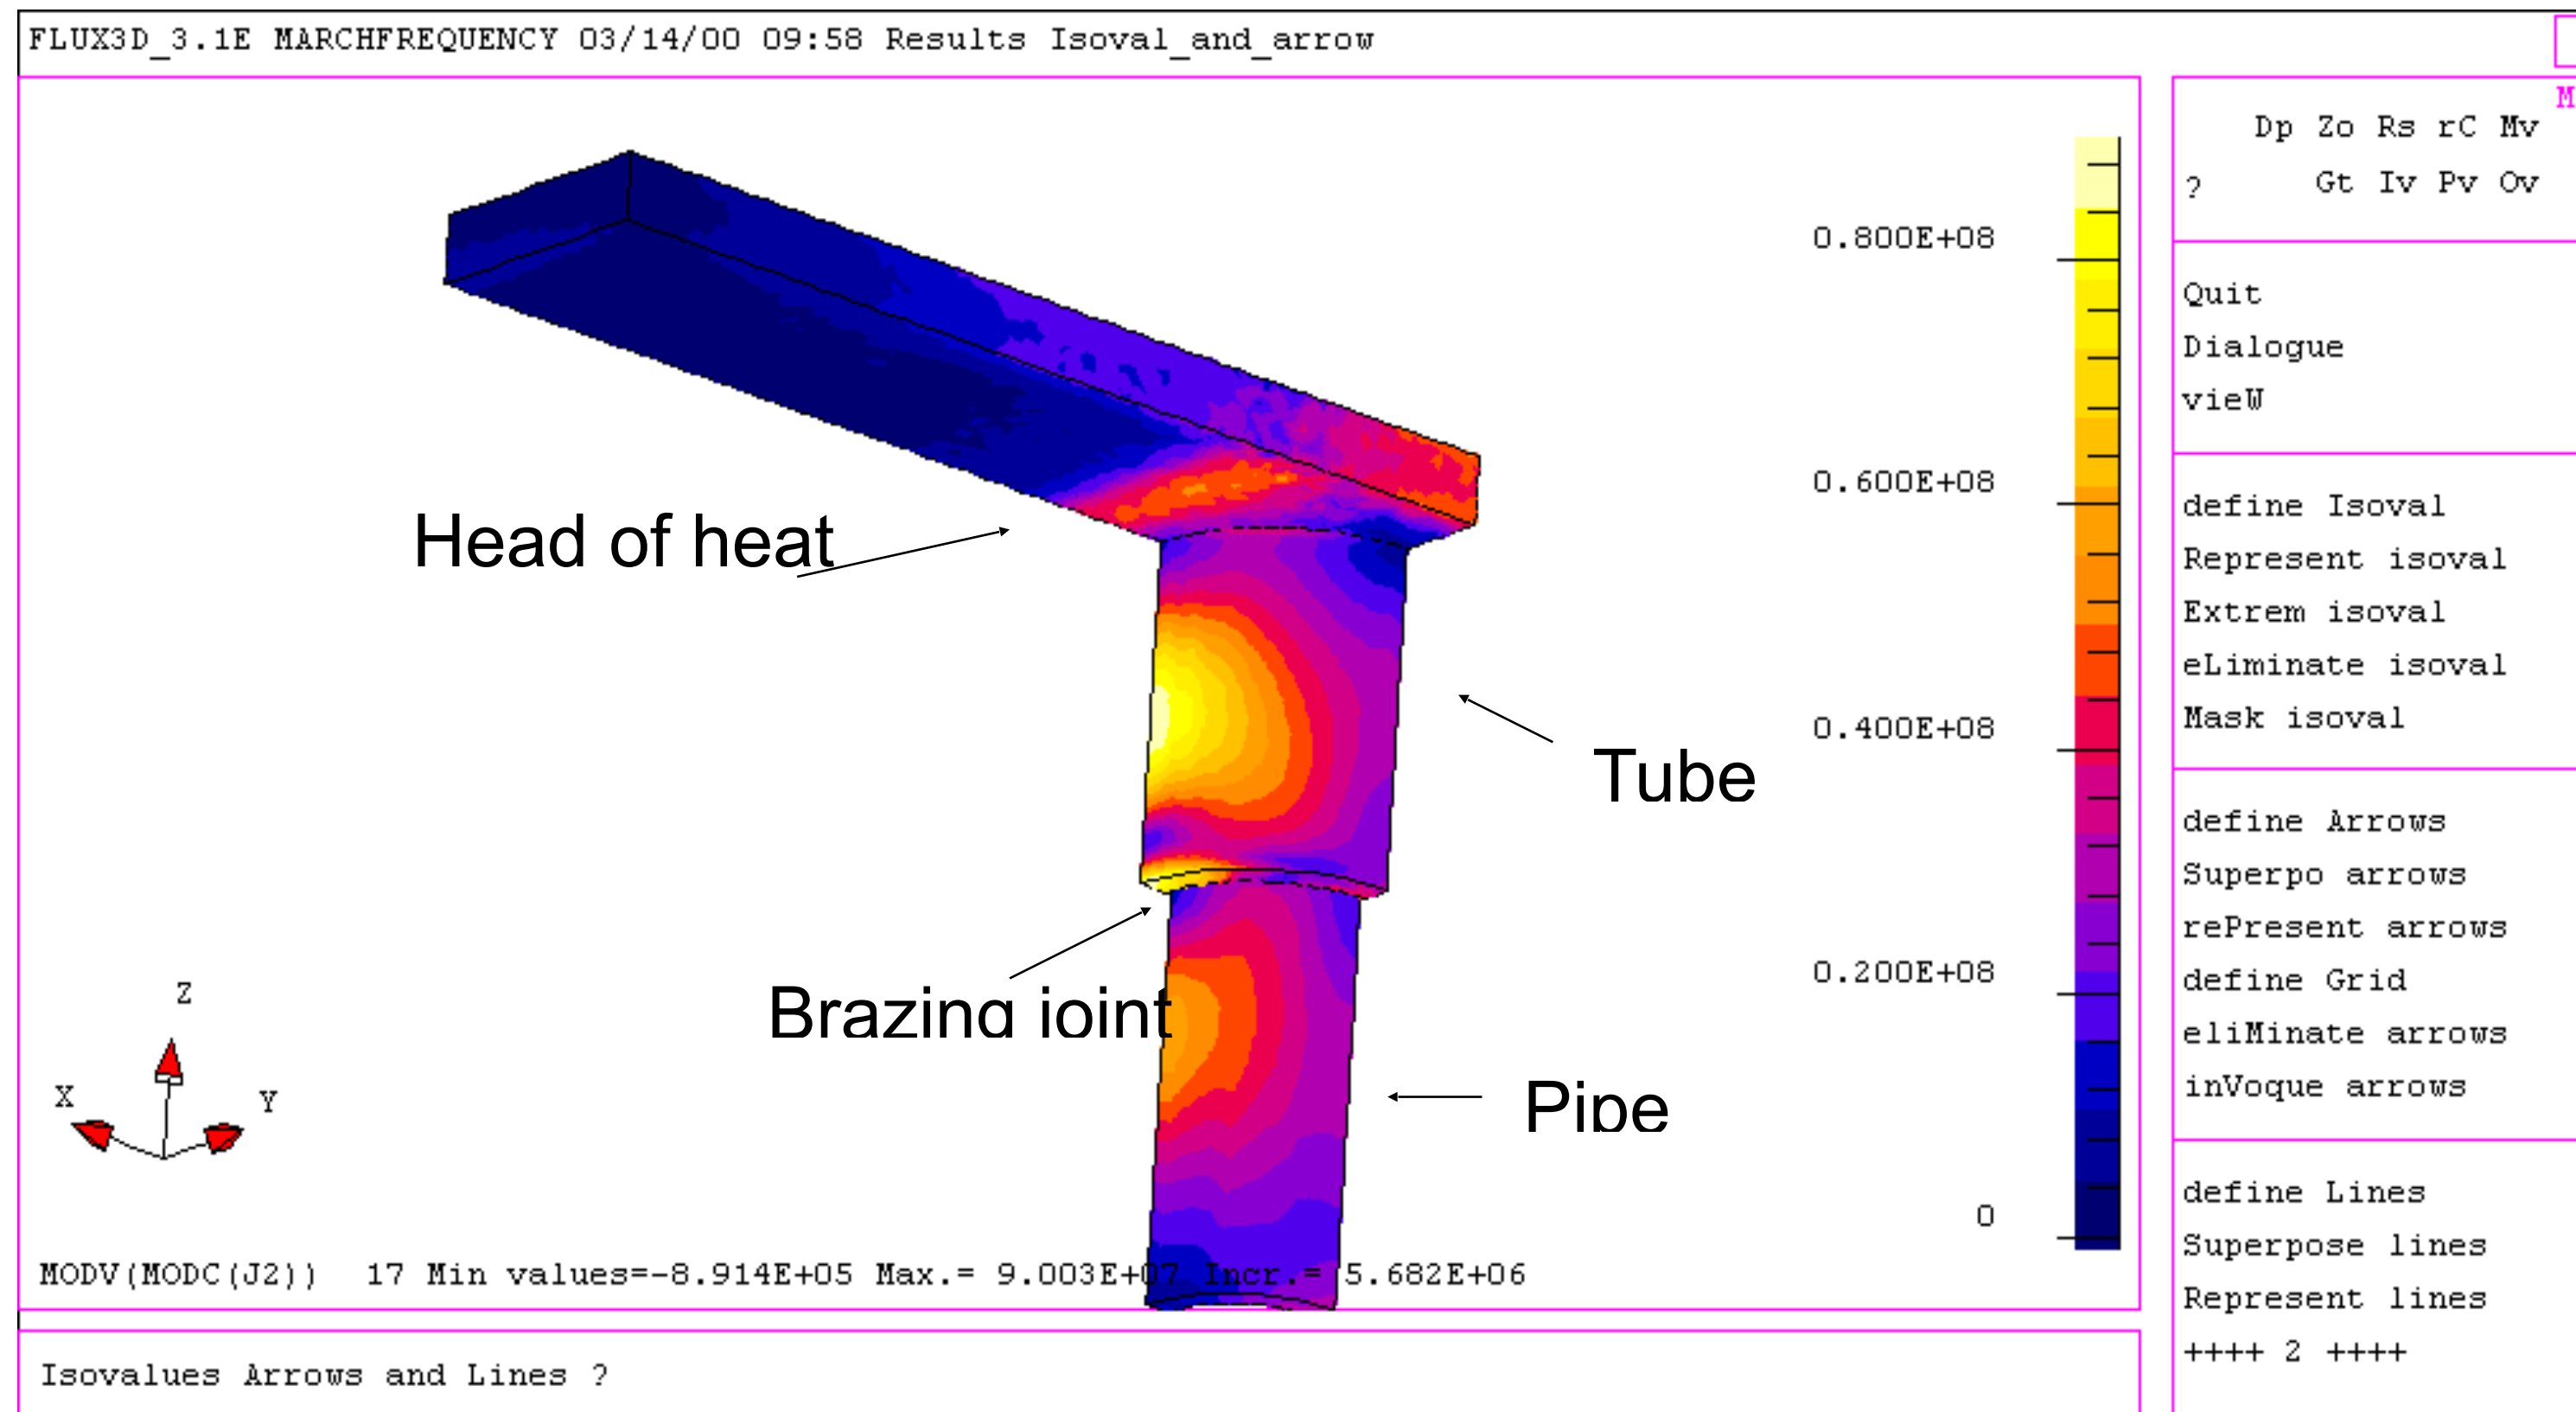 FLUX3D_3.1E MARCHFREQUENCY 03/14/00 09:58 Results Isoval_and_arrow
M
Dp Zo Rs rC Mv
? Gt Iv Pv Ov
Quit
Dialogue
vieW
define Isoval
Represent isoval
Extrem isoval
eLiminate isoval
Mask isoval
define Arrows
Superpo arrows
rePresent arrows
define Grid
eliMinate arrows
inVoque arrows
define Lines
Superpose lines
Represent lines
++++ 2 ++++
0.800E+08
0.600E+08
0.400E+08
0.200E+08
0
Head of heat
Tube
Brazing joint
Pipe
Z
X
Y
MODV(MODC(J2)) 17 Min values=-8.914E+05 Max.= 9.003E+07 Incr.= 5.682E+06
Isovalues Arrows and Lines ?